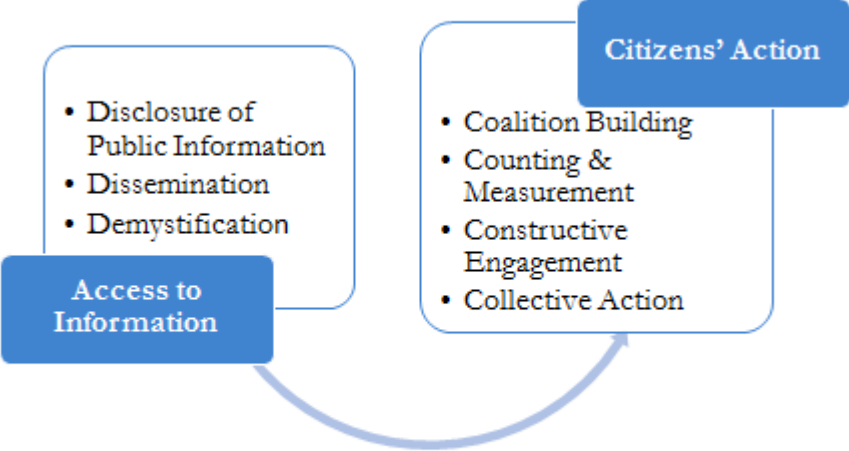 • Disclosure of
Public Information
• Dissemination
• Demystification
Access to
Information
Citizens’ Action
• Coalition Building
• Counting &
Measurement
• Constructive
Engagement
• Collective Action